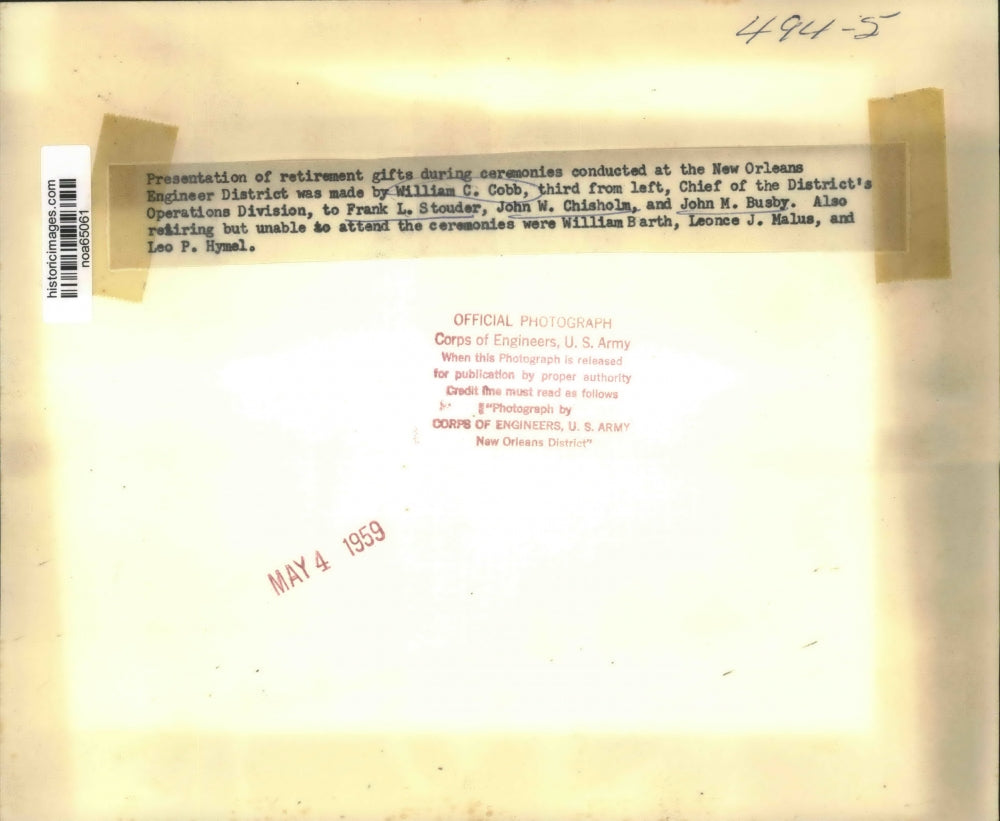 494-5
historicimages.com
noa65061
Presentation of retirement gifts during ceremonies conducted at the New Orleans
Engineer District was made by William C. Cobb, third from left, Chief of the District's
Operations Division, to Frank L. Stouder, John W. Chisholm, and John M. Busby. Also
retiring but unable to attend the ceremonies were William Barth, Leonce J. Malus, and
Leo P. Hymel.
OFFICIAL PHOTOGRAPH
Corps of Engineers, U. S. Army
When this Photograph is released
for publication by proper authority
Credit line must read as follows
"Photograph by
CORPS OF ENGINEERS, U. S. ARMY
New Orleans District"
MAY 4 1959